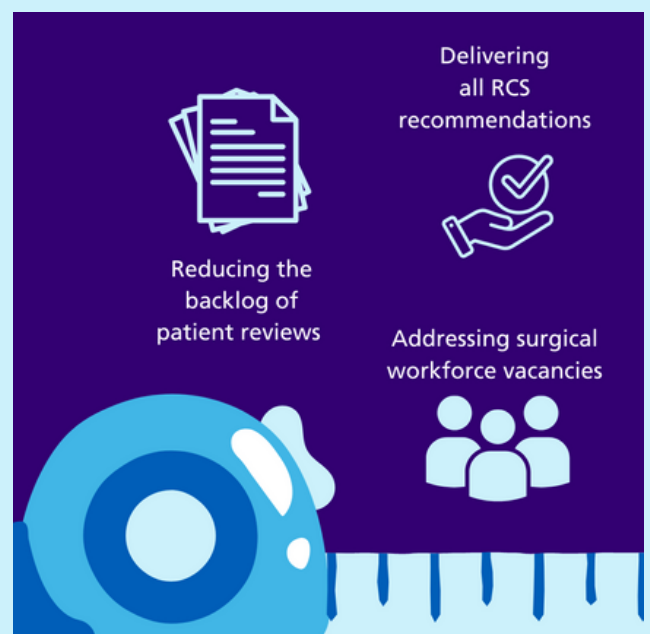 Delivering
all RCS
recommendations
Reducing the
backlog of
patient reviews
Addressing surgical
workforce vacancies